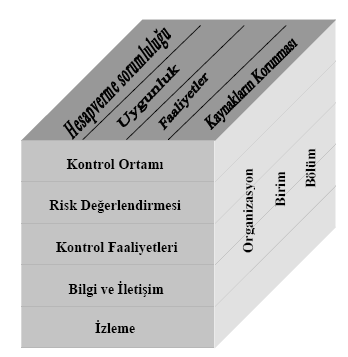 Hesapverme sorumluluğu
Uygunluk
Faaliyetler
Kaynakların Korunması
Kontrol Ortamı
Risk Değerlendirmesi
Kontrol Faaliyetleri
Bilgi ve İletişim
İzleme
Organizasyon
Birim
Bölüm